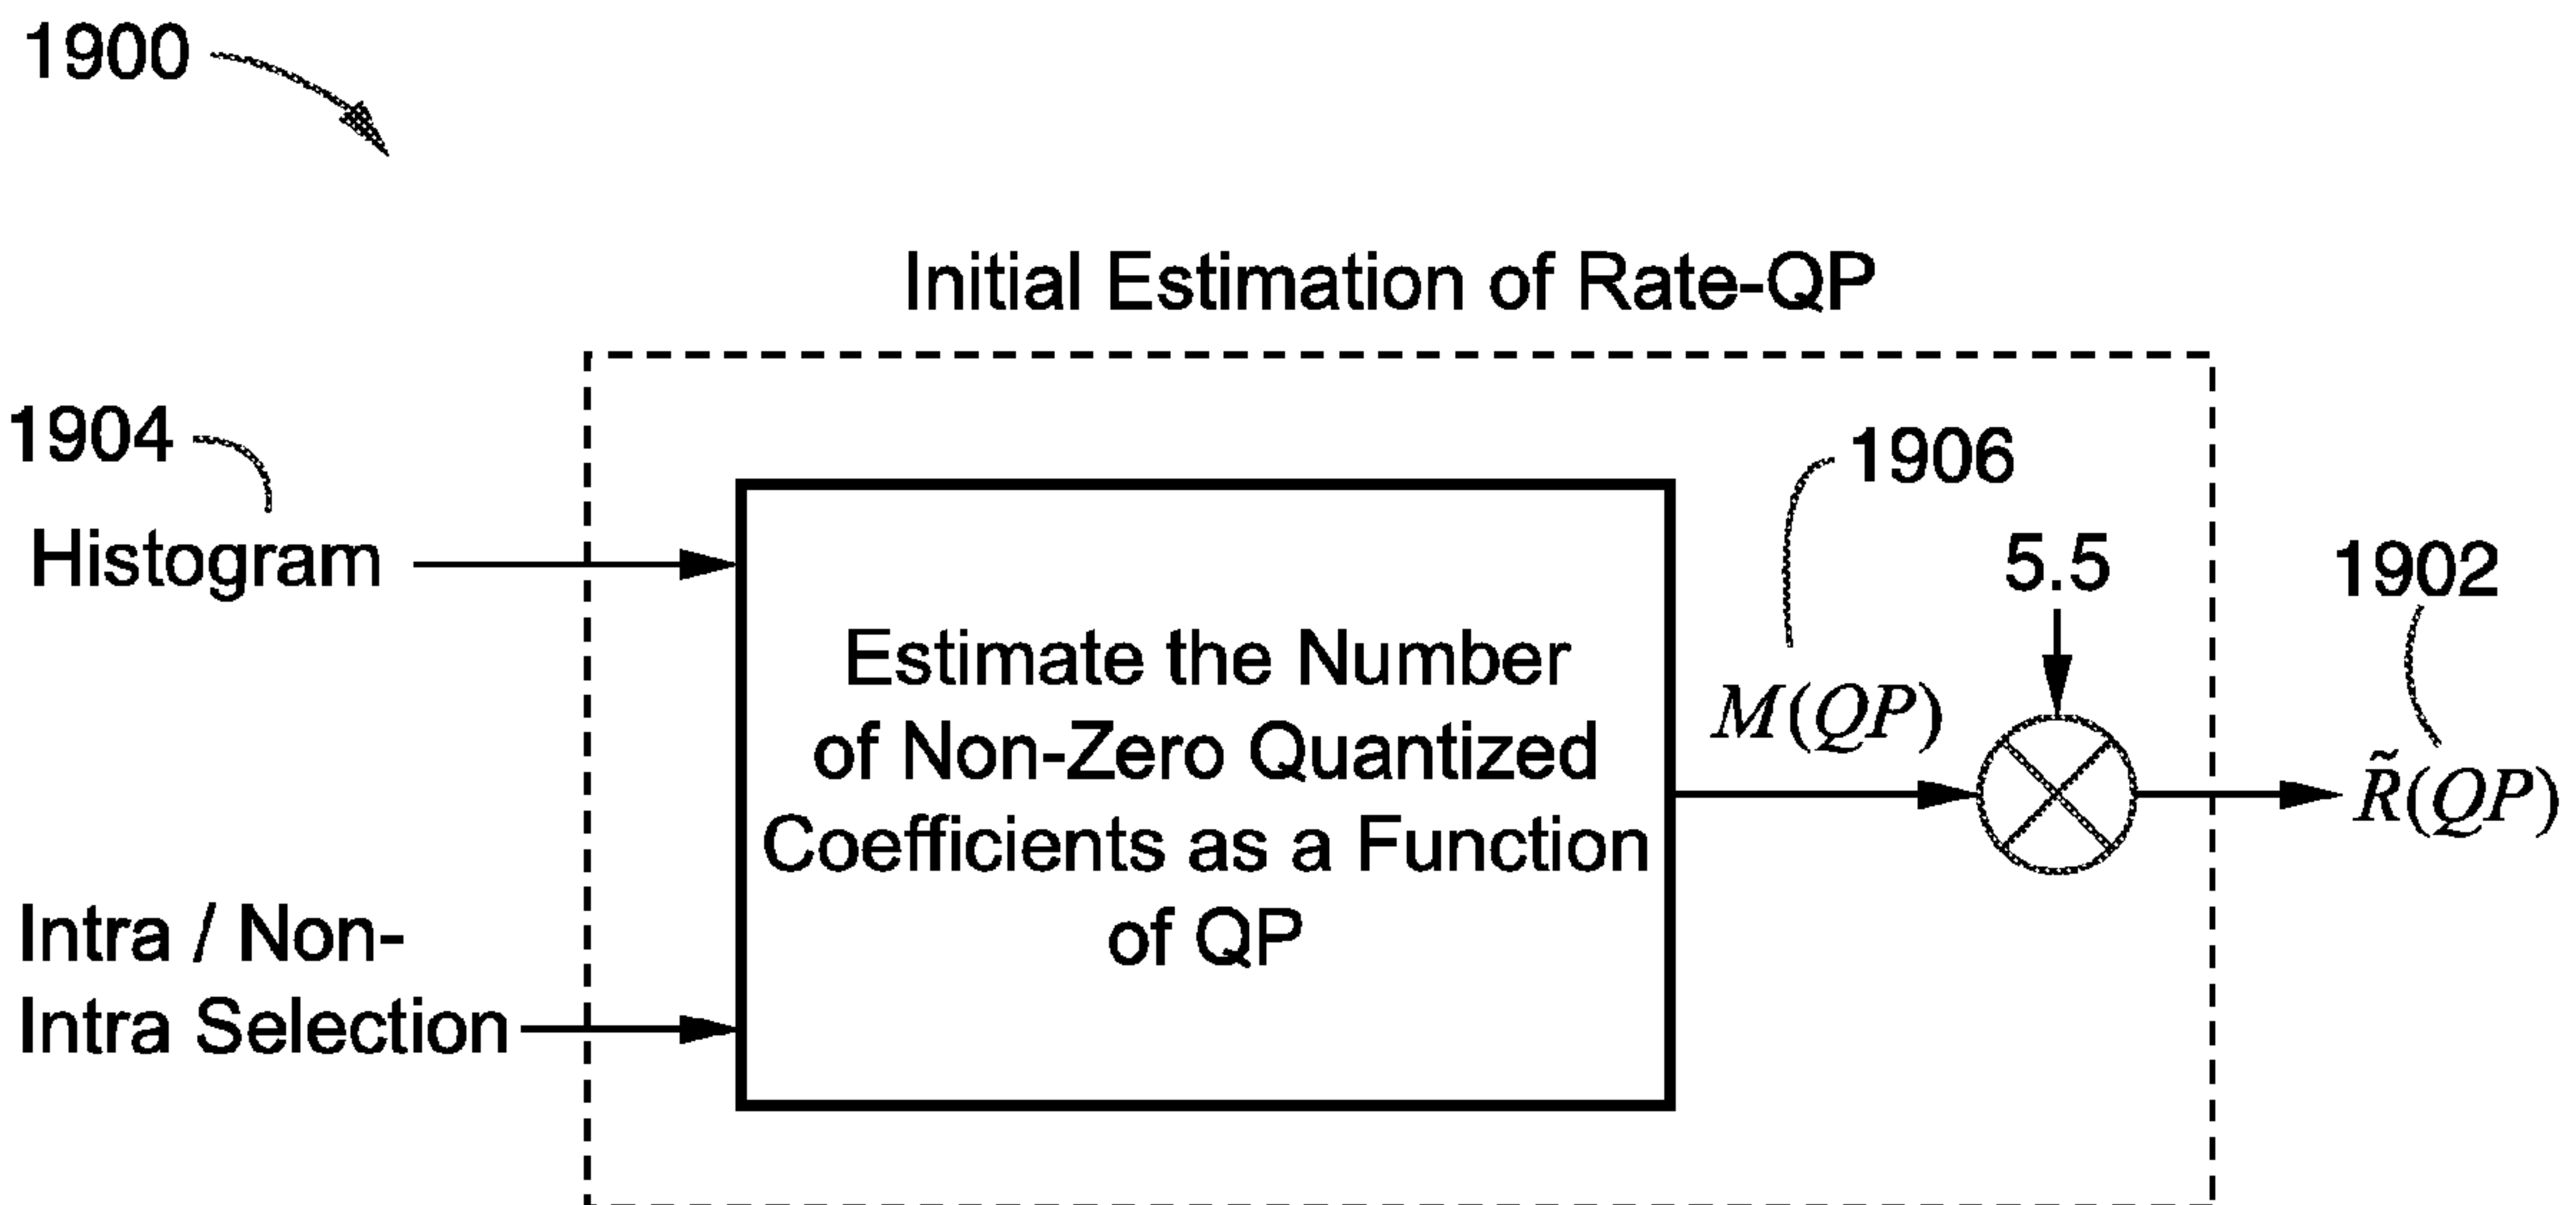 1900
Initial Estimation of Rate-QP
1904
Histogram
Intra / Non-
Intra Selection
Estimate the Number
of Non-Zero Quantized
Coefficients as a Function
of QP
1906
M(QP)
5.5
1902
R̃(QP)